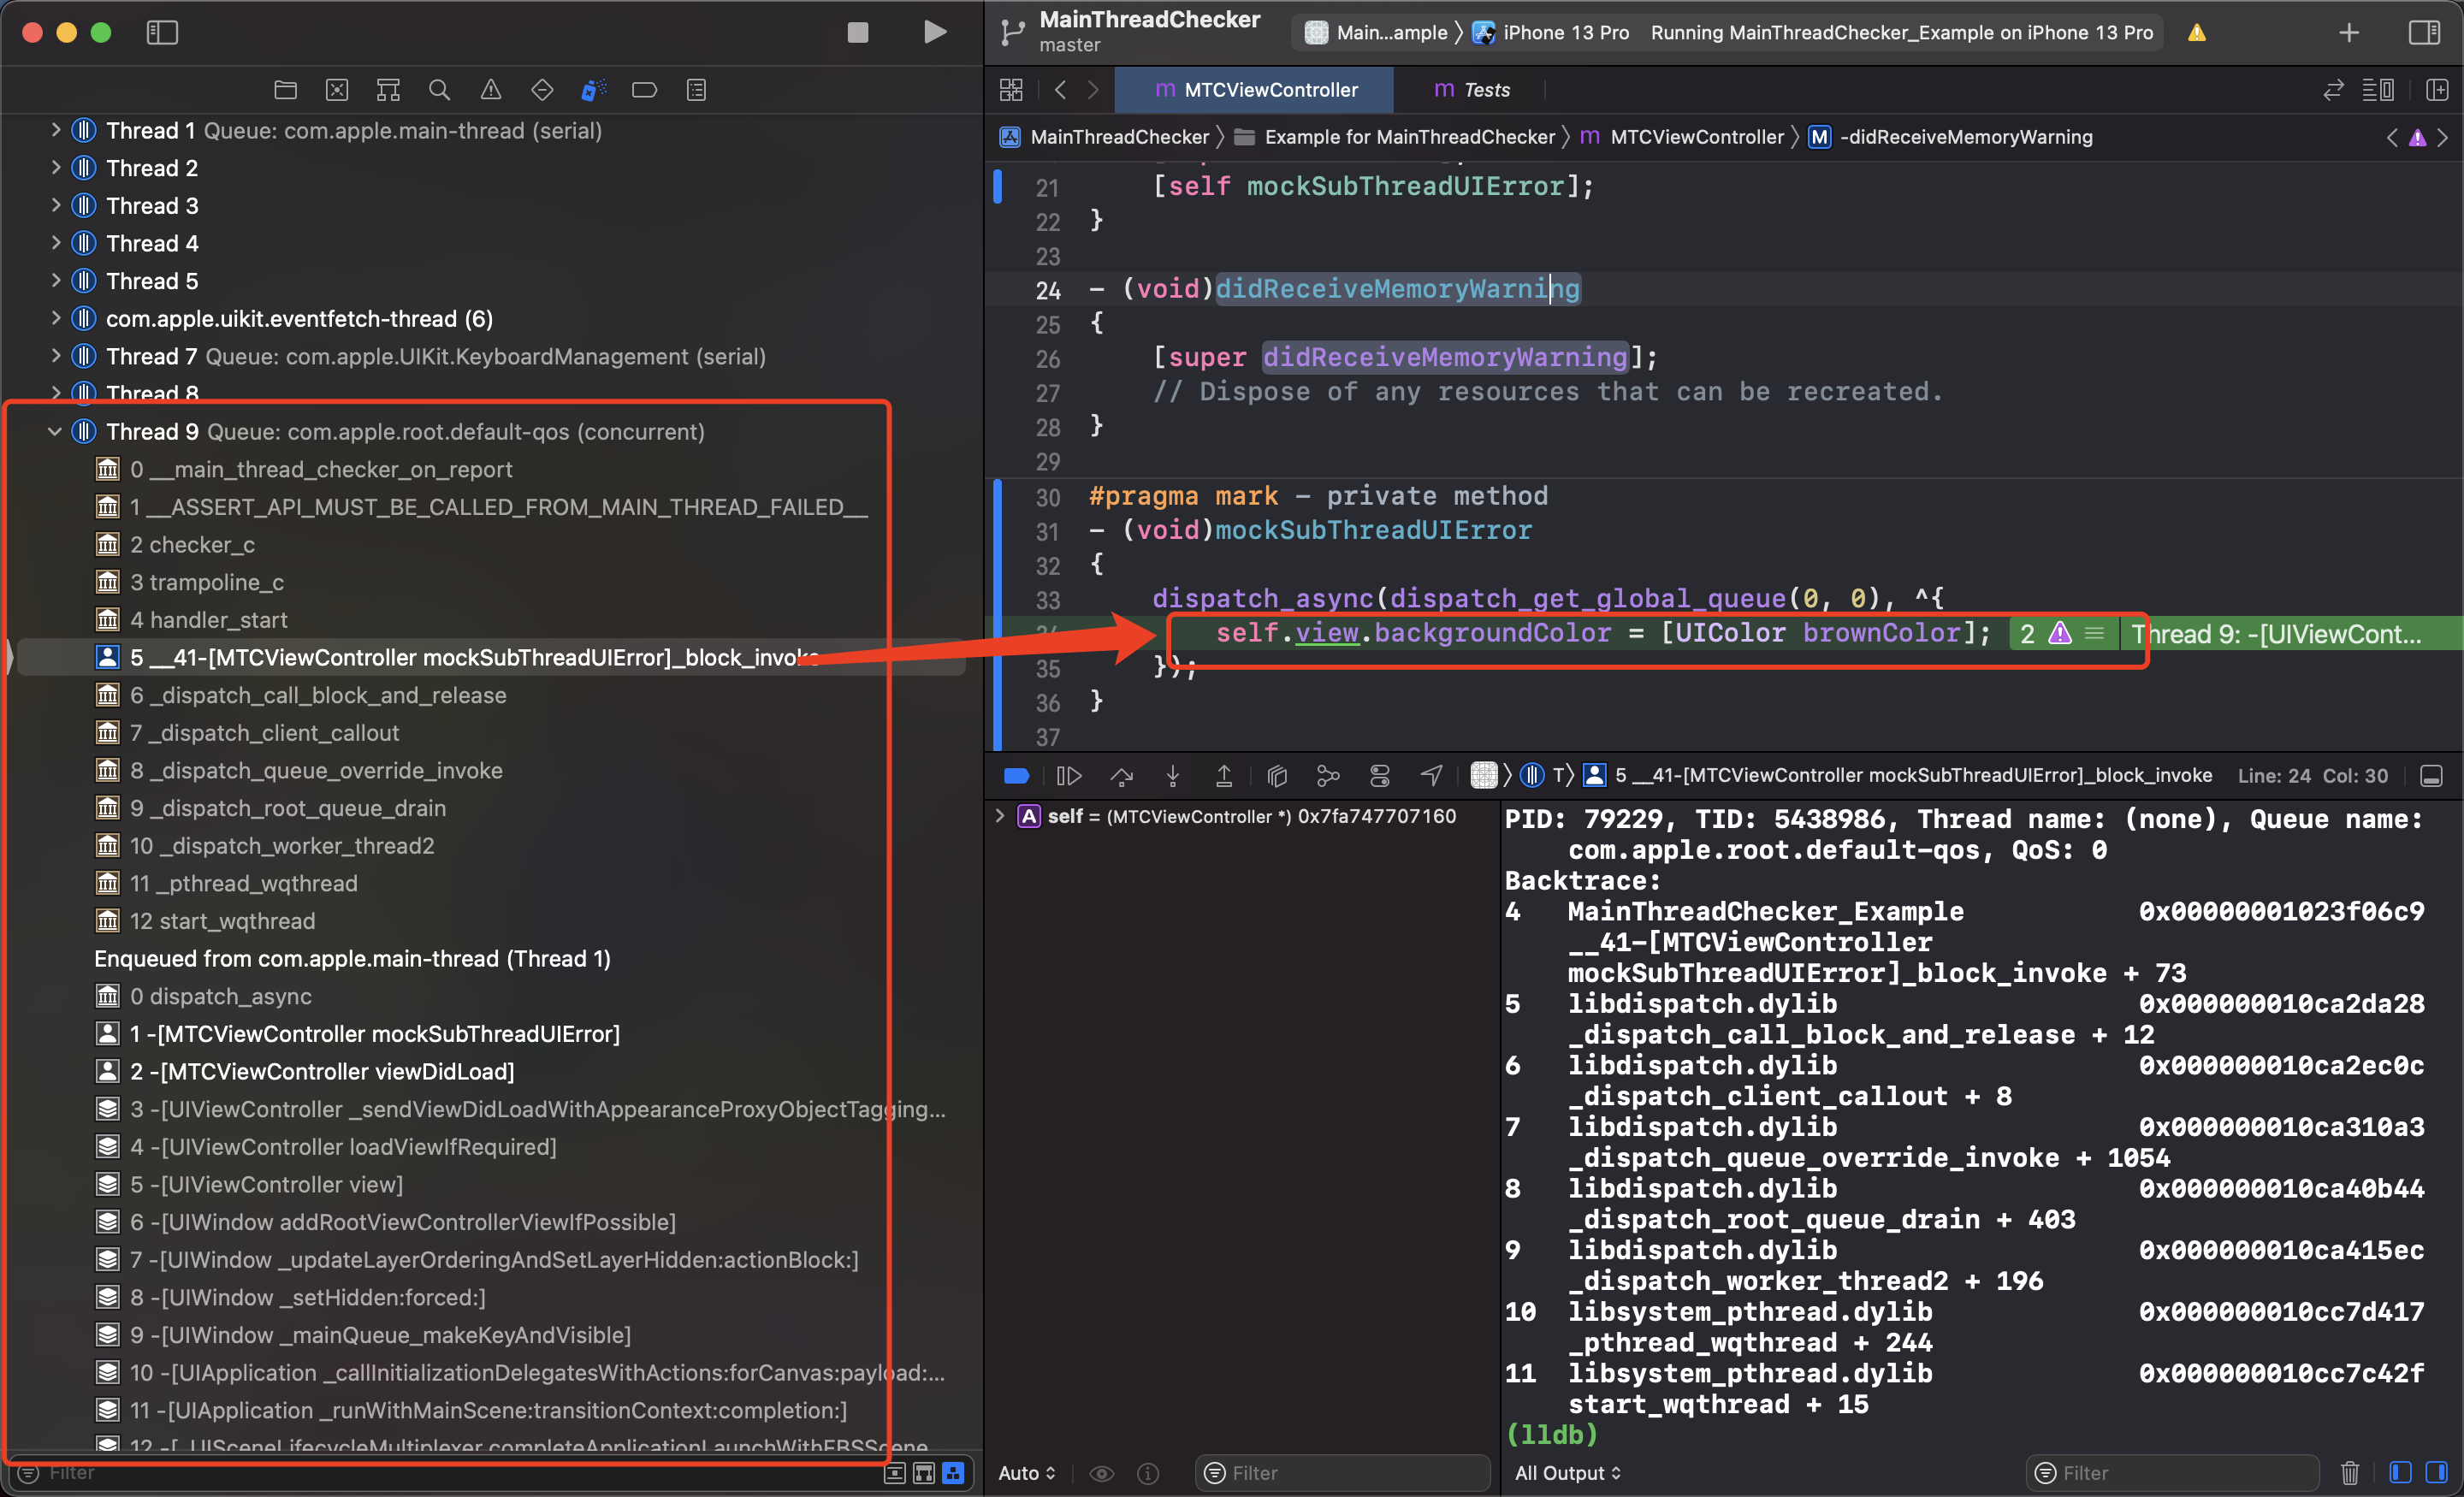 MainThreadChecker
master
Main...ample
iPhone 13 Pro
Running MainThreadChecker_Example on iPhone 13 Pro
MTCViewController
Tests
MainThreadChecker
Example for MainThreadChecker
MTCViewController
M
-didReceiveMemoryWarning
Thread 1 Queue: com.apple.main-thread (serial)
Thread 2
Thread 3
Thread 4
Thread 5
com.apple.uikit.eventfetch-thread (6)
Thread 7 Queue: com.apple.UIKit.KeyboardManagement (serial)
Thread 8
Thread 9 Queue: com.apple.root.default-qos (concurrent)
0 __main_thread_checker_on_report
1 __ASSERT_API_MUST_BE_CALLED_FROM_MAIN_THREAD_FAILED__
2 checker_c
3 trampoline_c
4 handler_start
5 __41-[MTCViewController mockSubThreadUIError]_block_invoke
6 _dispatch_call_block_and_release
7 _dispatch_client_callout
8 _dispatch_queue_override_invoke
9 _dispatch_root_queue_drain
10 _dispatch_worker_thread2
11 _pthread_wqthread
12 start_wqthread
Enqueued from com.apple.main-thread (Thread 1)
0 dispatch_async
1 -[MTCViewController mockSubThreadUIError]
2 -[MTCViewController viewDidLoad]
3 -[UIViewController _sendViewDidLoadWithAppearanceProxyObjectTagging...
4 -[UIViewController loadViewIfRequired]
5 -[UIViewController view]
6 -[UIWindow addRootViewControllerViewIfPossible]
7 -[UIWindow _updateLayerOrderingAndSetLayerHidden:actionBlock:]
8 -[UIWindow _setHidden:forced:]
9 -[UIWindow _mainQueue_makeKeyAndVisible]
10 -[UIApplication _callInitializationDelegatesWithActions:forCanvas:payload:...
11 -[UIApplication _runWithMainScene:transitionContext:completion:]
12 -[_UISceneLifecycleMultiplexer completeApplicationLaunchWithFBSScene
Filter
21 [self mockSubThreadUIError];
22 }
23
24 - (void)didReceiveMemoryWarning
25 {
26 [super didReceiveMemoryWarning];
27 // Dispose of any resources that can be recreated.
28 }
29
30 #pragma mark - private method
31 - (void)mockSubThreadUIError
32 {
33 dispatch_async(dispatch_get_global_queue(0, 0), ^{
34 self.view.backgroundColor = [UIColor brownColor]; 2 Thread 9: -[UIViewCont...
35 });
36 }
37
T
5 __41-[MTCViewController mockSubThreadUIError]_block_invoke
Line: 24 Col: 30
A self = (MTCViewController *) 0x7fa747707160
PID: 79229, TID: 5438986, Thread name: (none), Queue name:
com.apple.root.default-qos, QoS: 0
Backtrace:
4 MainThreadChecker_Example 0x00000001023f06c9
__41-[MTCViewController
mockSubThreadUIError]_block_invoke + 73
5 libdispatch.dylib 0x000000010ca2da28
_dispatch_call_block_and_release + 12
6 libdispatch.dylib 0x000000010ca2ec0c
_dispatch_client_callout + 8
7 libdispatch.dylib 0x000000010ca310a3
_dispatch_queue_override_invoke + 1054
8 libdispatch.dylib 0x000000010ca40b44
_dispatch_root_queue_drain + 403
9 libdispatch.dylib 0x000000010ca415ec
_dispatch_worker_thread2 + 196
10 libsystem_pthread.dylib 0x000000010cc7d417
_pthread_wqthread + 244
11 libsystem_pthread.dylib 0x000000010cc7c42f
start_wqthread + 15
(lldb)
Auto
Filter
All Output
Filter